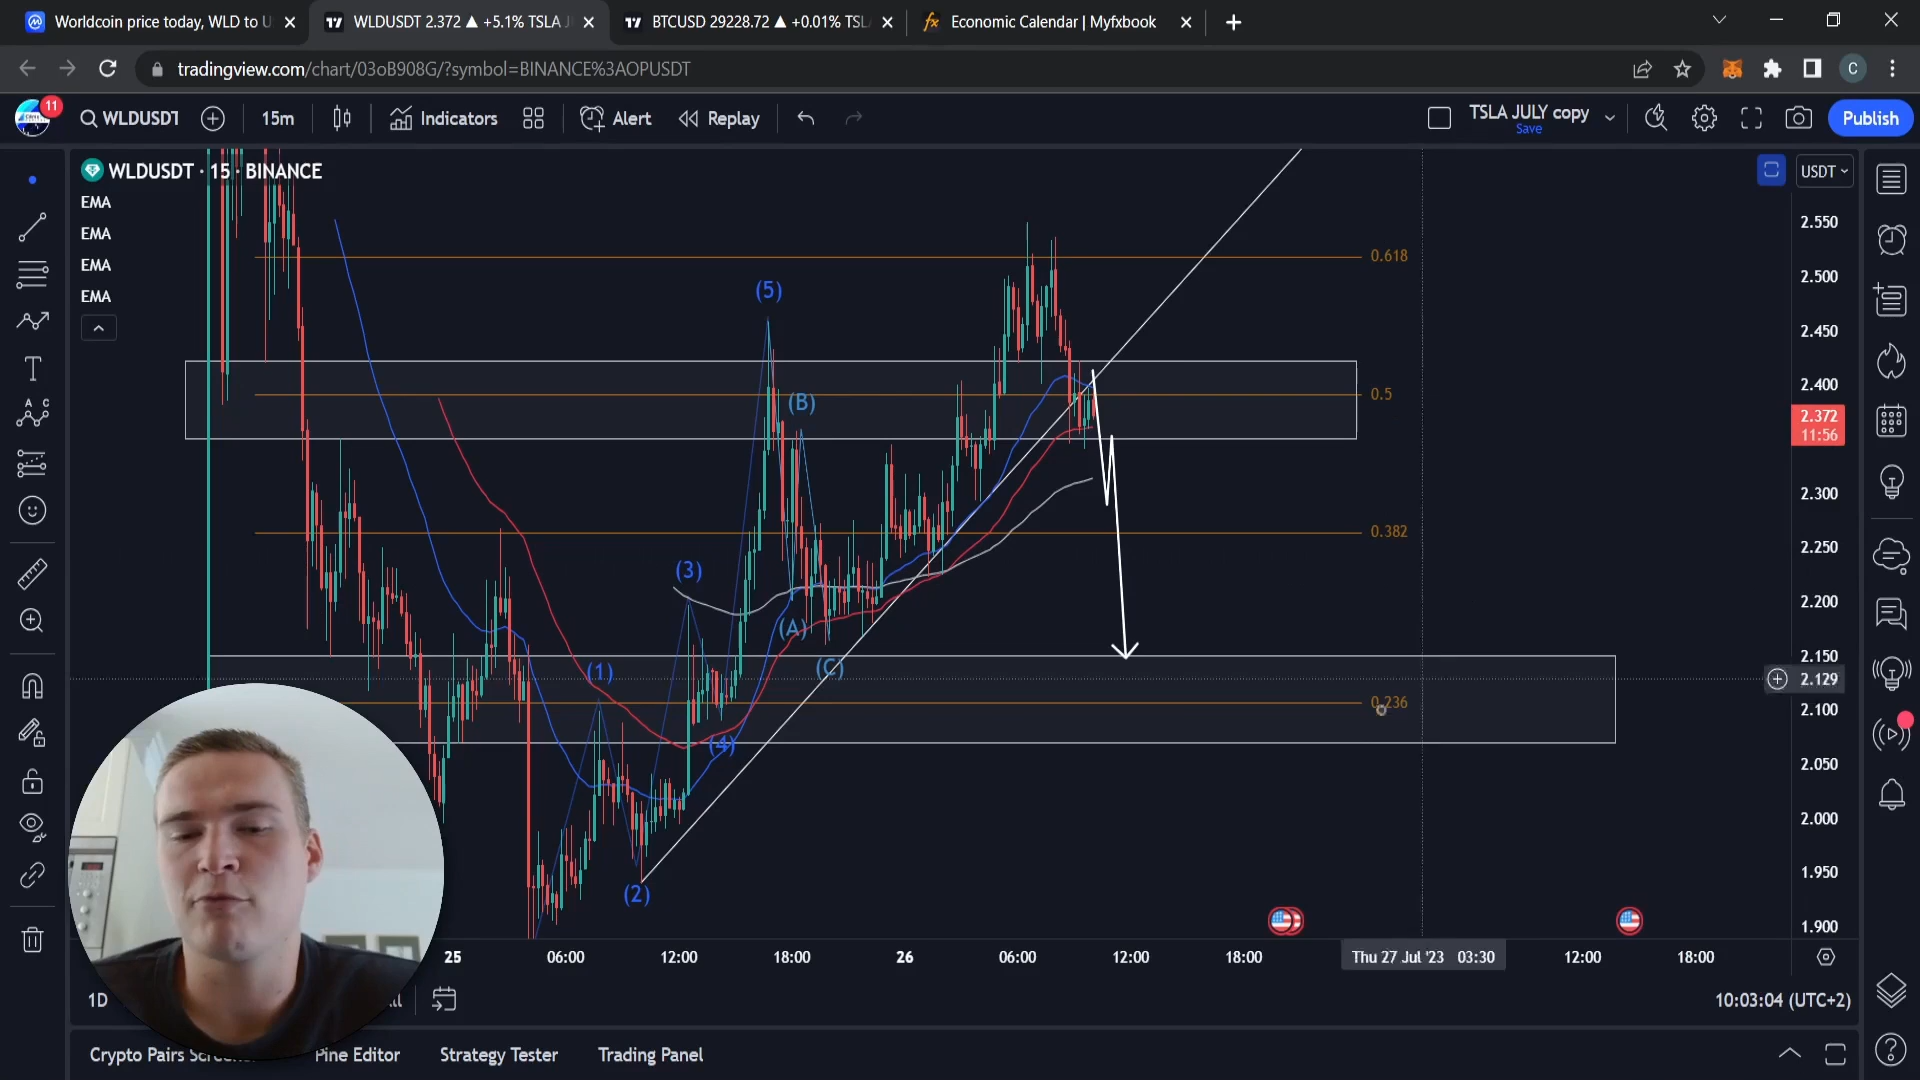 Worldcoin price today, WLD to U
WLDUSDT 2.372 ▲ +5.1% TSLA J
BTCUSD 29228.72 ▲ +0.01% TSL
Economic Calendar | Myfxbook
tradingview.com/chart/03oB908G/?symbol=BINANCE%3AOPUSDT
C
11
WLDUSDT
15m
Indicators
Alert
Replay
TSLA JULY copy
Save
Publish
WLDUSDT · 15 · BINANCE
USDT
EMA
EMA
EMA
EMA
2.550
2.500
2.450
2.400
2.372
11:56
2.300
2.250
2.200
2.150
2.129
2.100
2.050
2.000
1.950
1.900
0.618
0.5
0.382
0.236
(5)
(B)
(3)
(A)
(C)
(1)
(4)
(2)
25
06:00
12:00
18:00
26
06:00
12:00
18:00
Thu 27 Jul '23 03:30
12:00
18:00
1D
10:03:04 (UTC+2)
Crypto Pairs
Pine Editor
Strategy Tester
Trading Panel